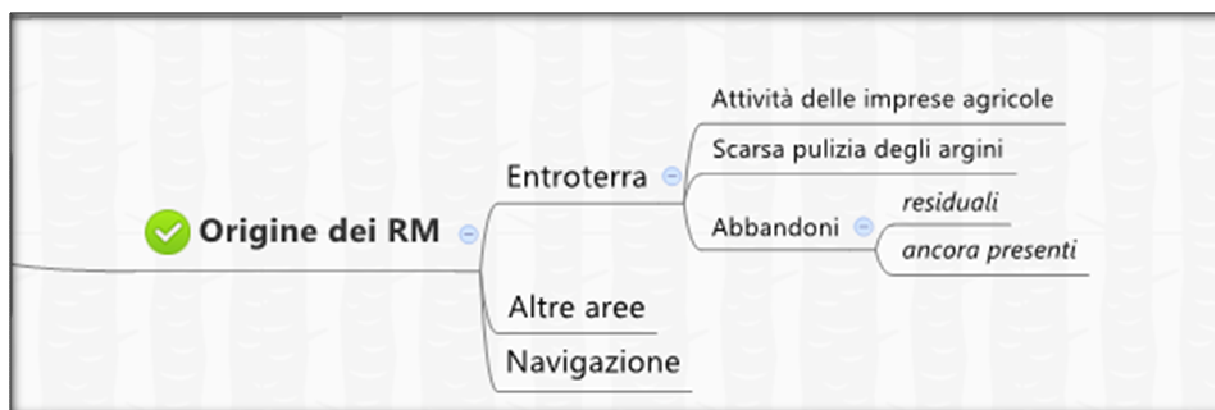 Origine dei RM
Entroterra
Attività delle imprese agricole
Scarsa pulizia degli argini
Abbandoni
residuali
ancora presenti
Altre aree
Navigazione